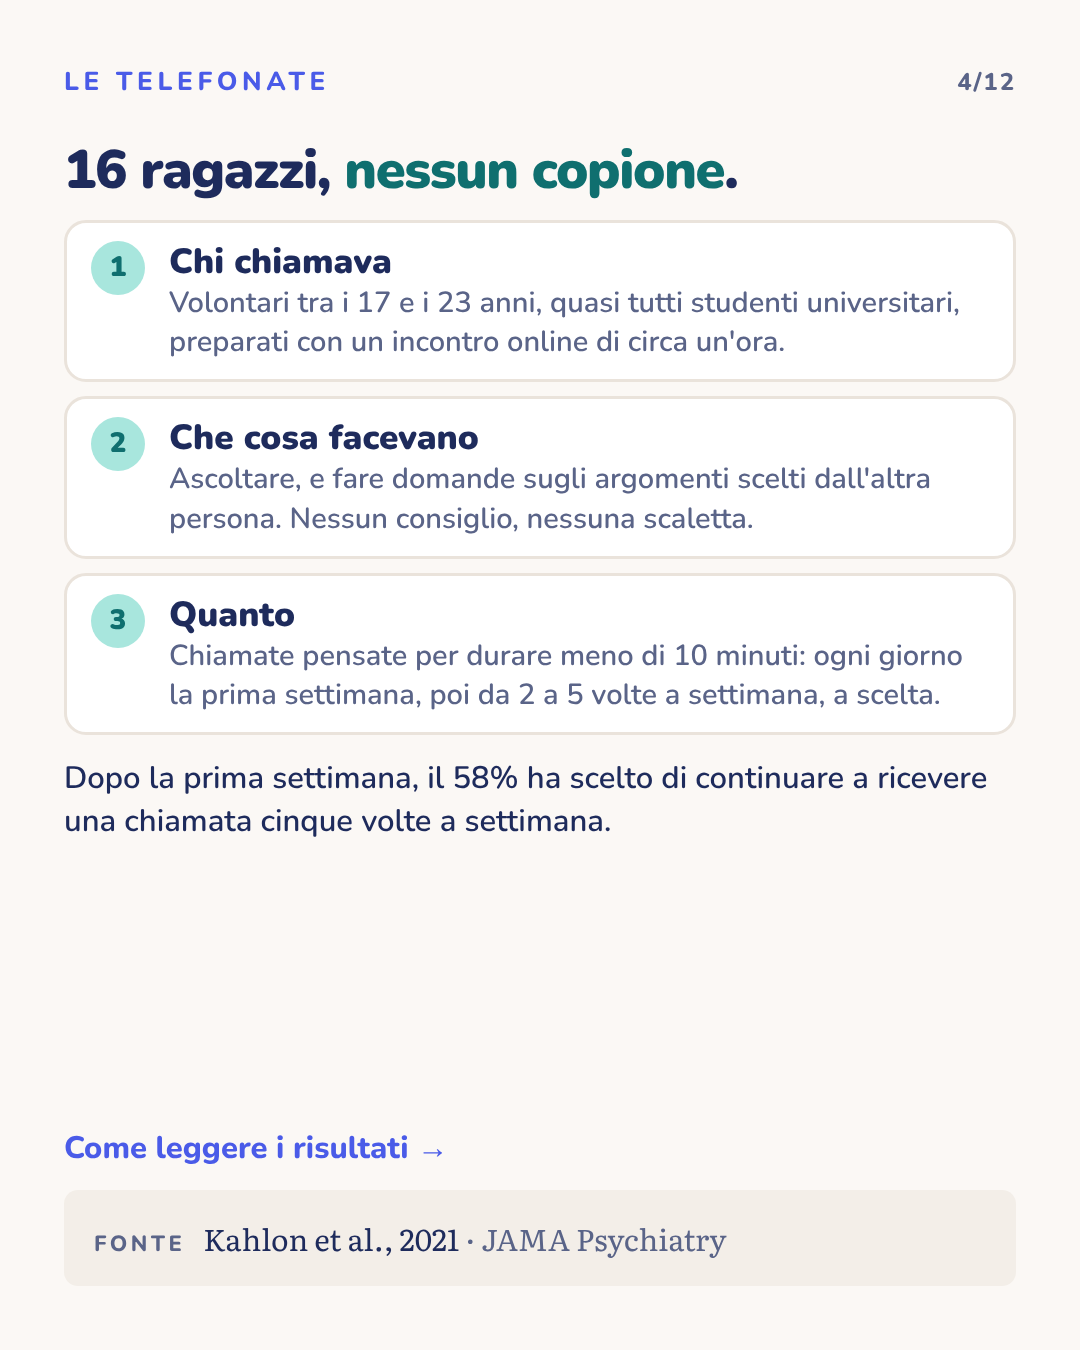 LE TELEFONATE
4/12
16 ragazzi, nessun copione.
1
Chi chiamava
Volontari tra i 17 e i 23 anni, quasi tutti studenti universitari,
preparati con un incontro online di circa un'ora.
2
Che cosa facevano
Ascoltare, e fare domande sugli argomenti scelti dall'altra
persona. Nessun consiglio, nessuna scaletta.
3
Quanto
Chiamate pensate per durare meno di 10 minuti: ogni giorno
la prima settimana, poi da 2 a 5 volte a settimana, a scelta.
Dopo la prima settimana, il 58% ha scelto di continuare a ricevere
una chiamata cinque volte a settimana.
Come leggere i risultati →
FONTE Kahlon et al., 2021 · JAMA Psychiatry